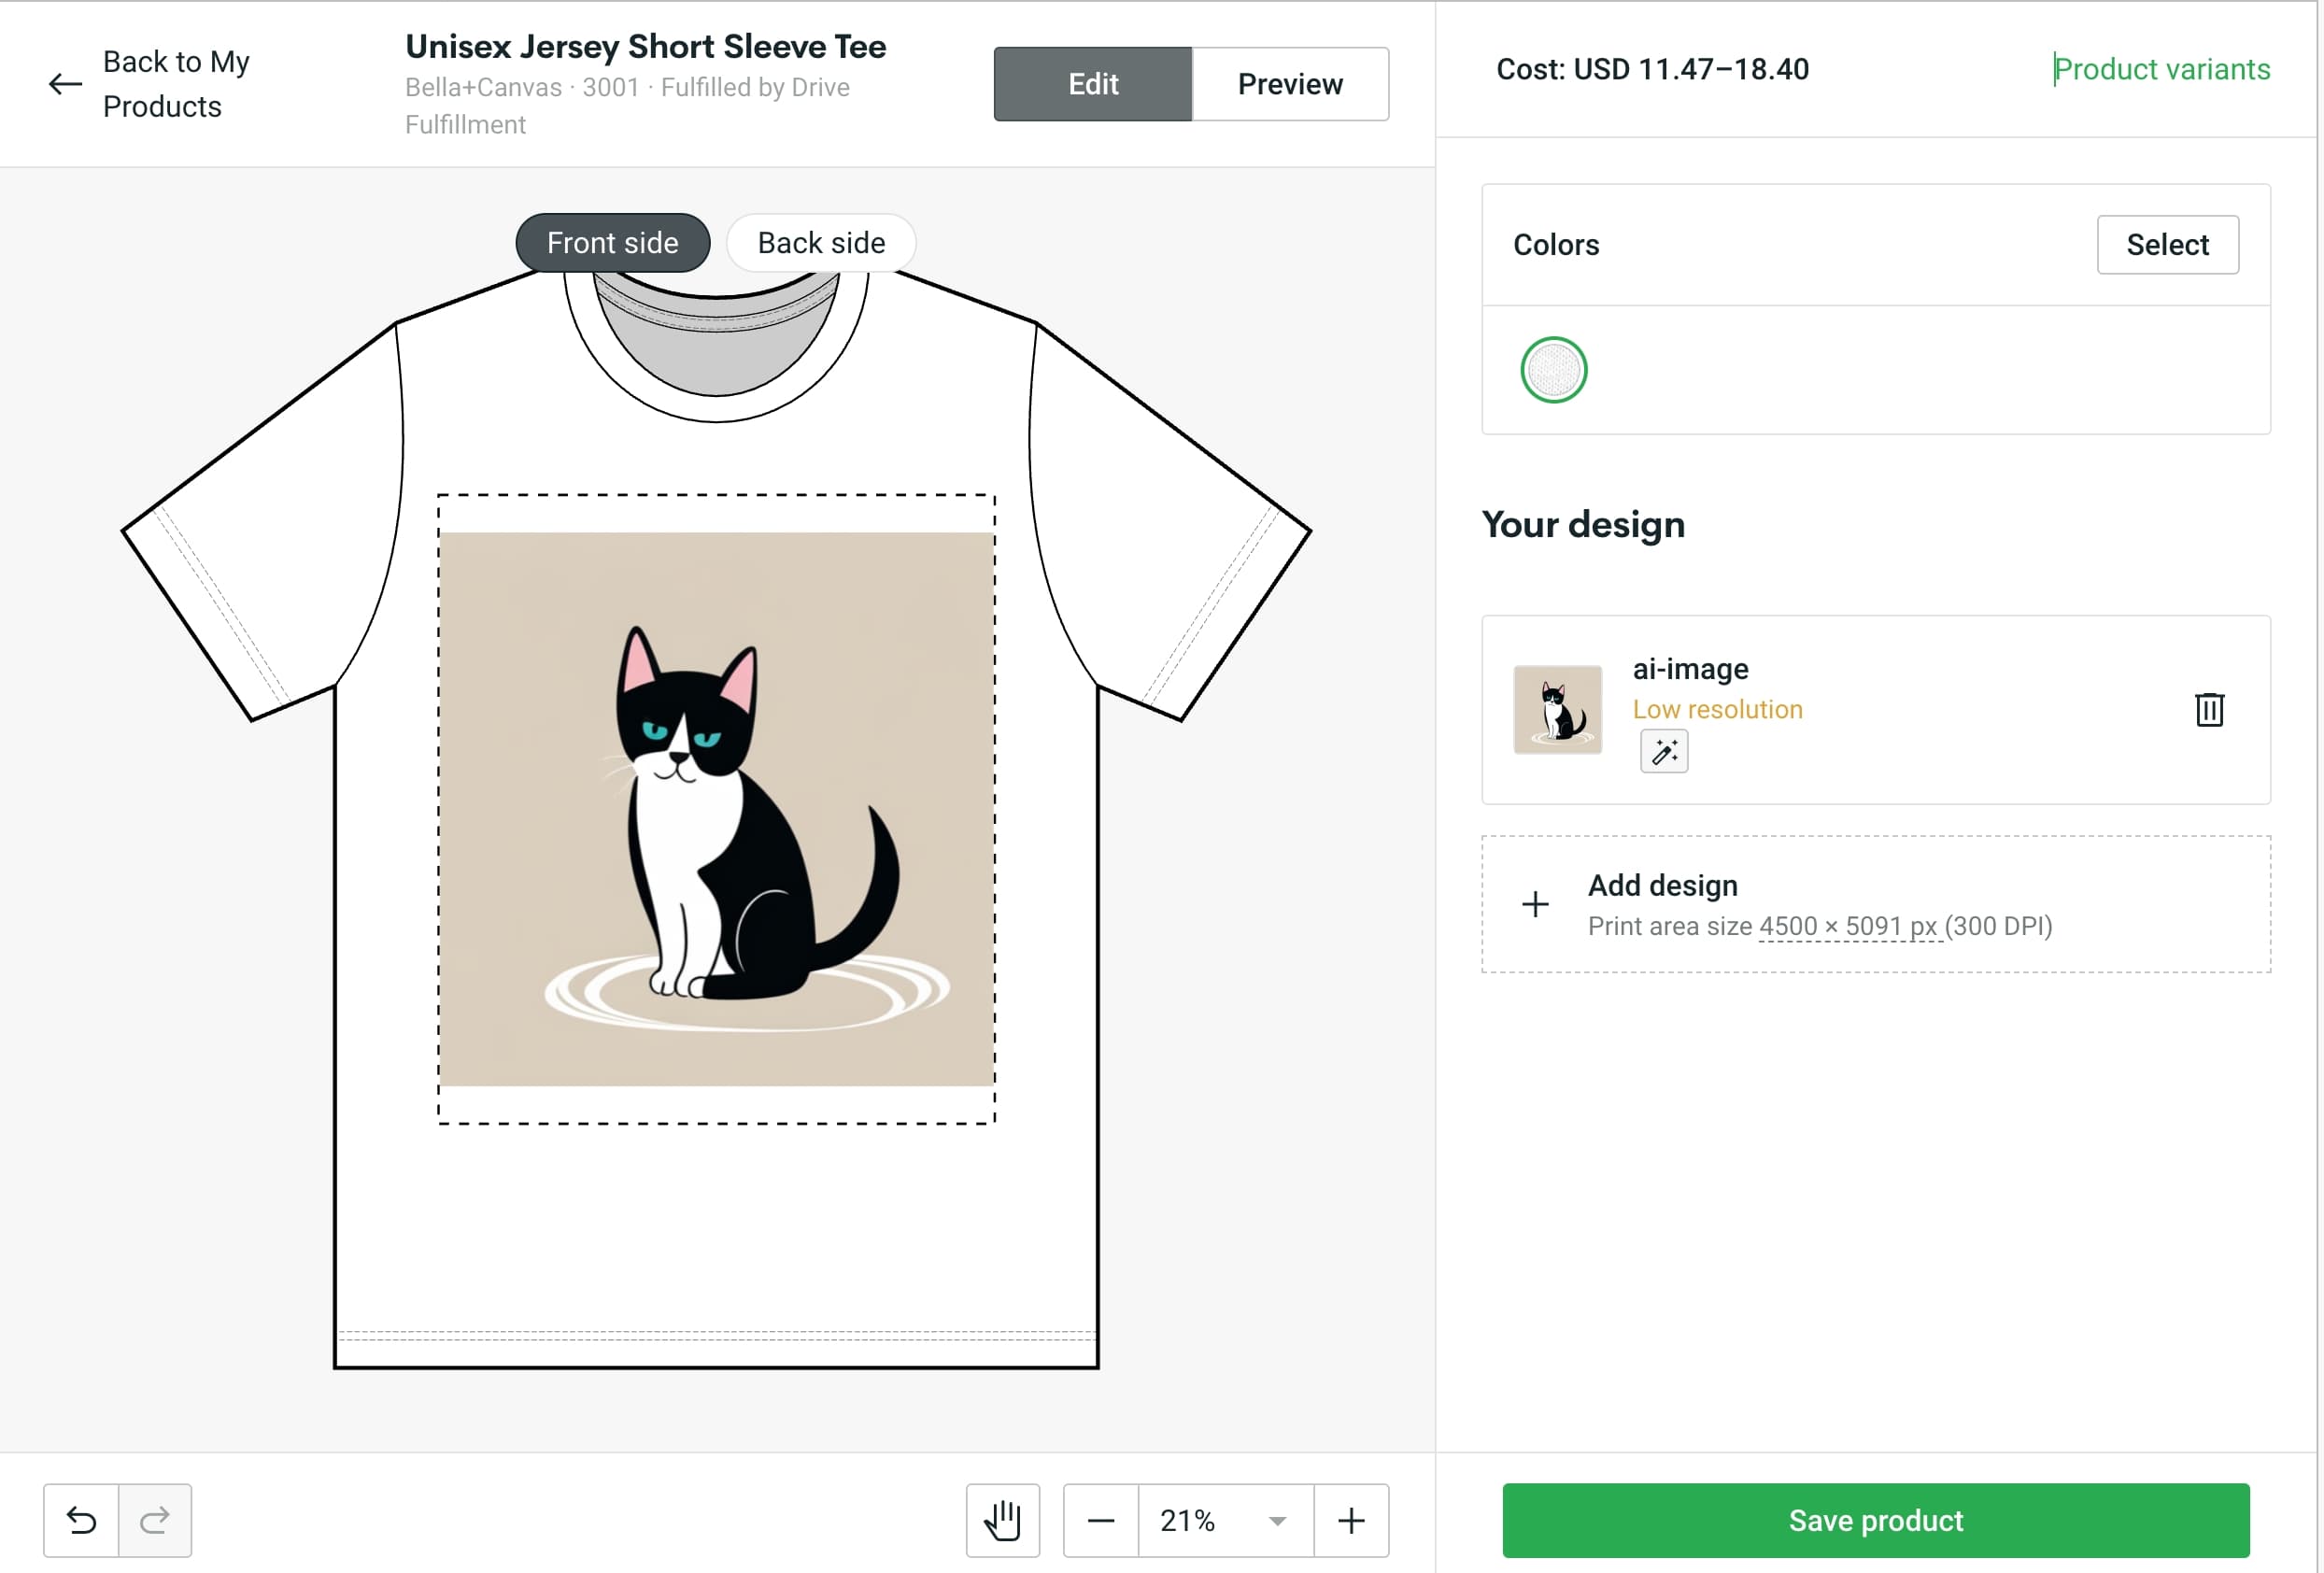 Back to My
Products
Unisex Jersey Short Sleeve Tee
Bella+Canvas · 3001 · Fulfilled by Drive
Fulfillment
Edit
Preview
Cost: USD 11.47–18.40
Product variants
Front side
Back side
Colors
Select
Your design
ai-image
Low resolution
Add design
Print area size 4500 × 5091 px (300 DPI)
21%
Save product